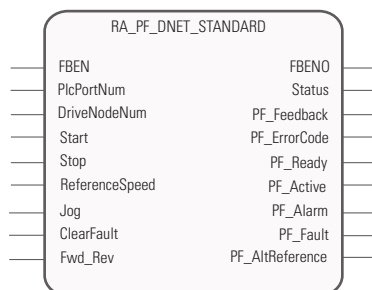 RA_PF_DNET_STANDARD
FBEN FBENO
PlcPortNum Status
DriveNodeNum PF_Feedback
Start PF_ErrorCode
Stop PF_Ready
ReferenceSpeed PF_Active
Jog PF_Alarm
ClearFault PF_Fault
Fwd_Rev PF_AltReference